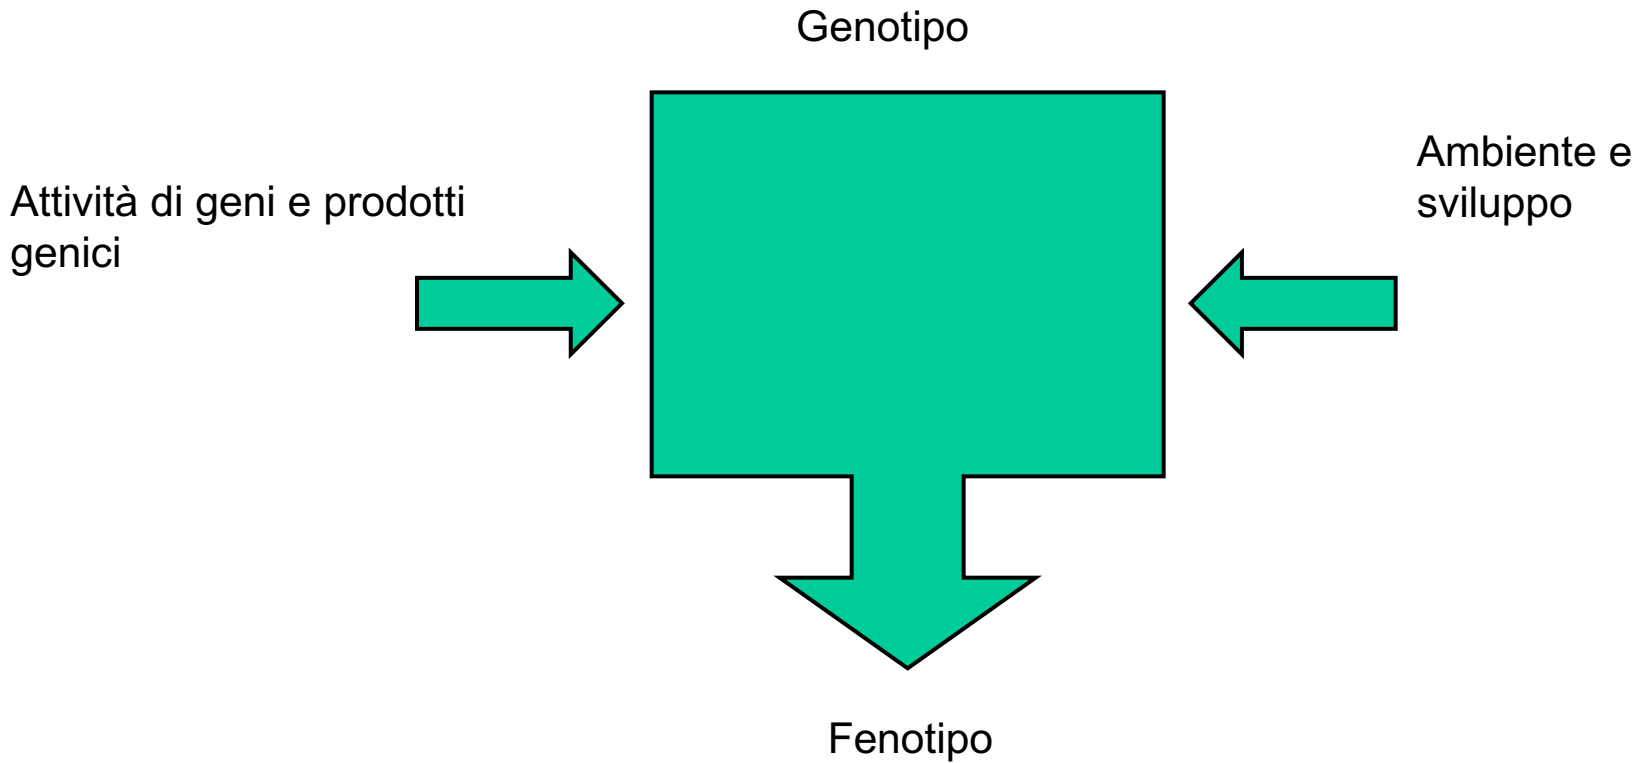 Genotipo
Attività di geni e prodotti
genici
Ambiente e
sviluppo
Fenotipo